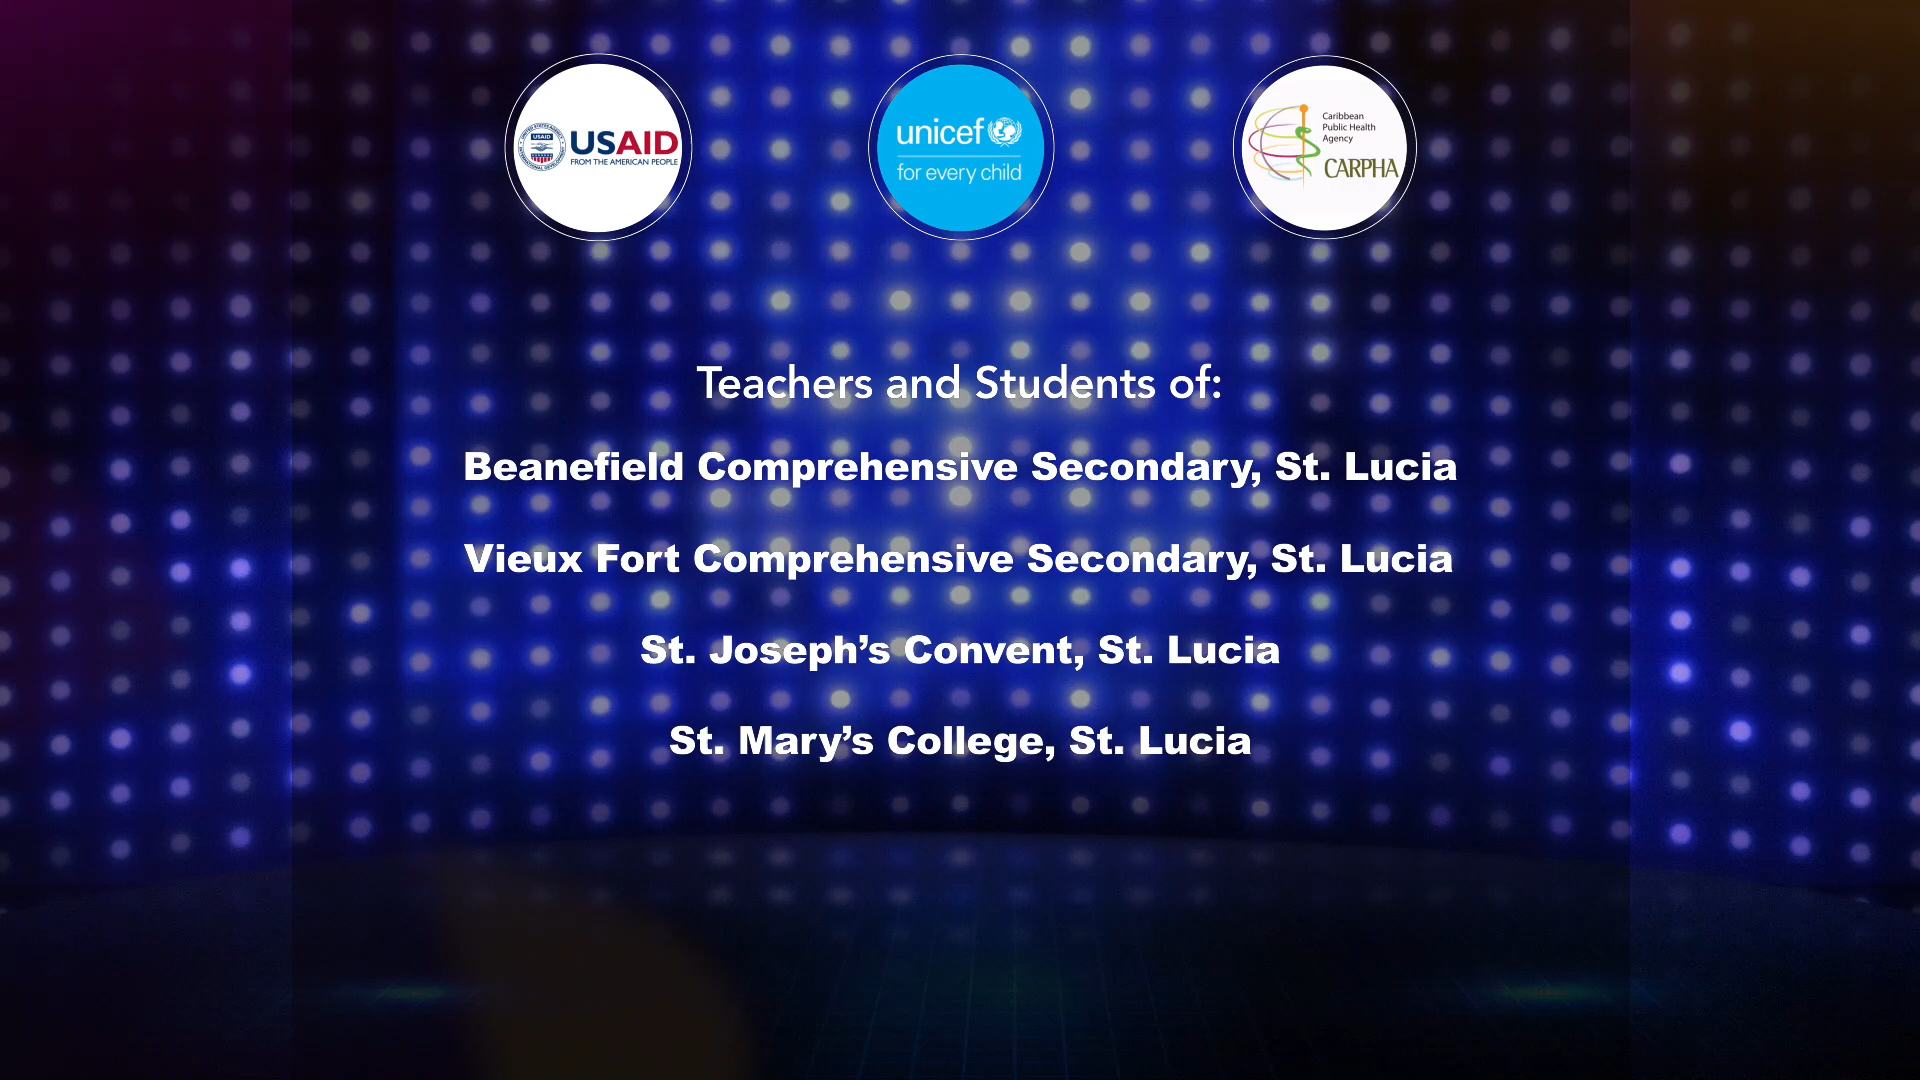 USAID
FROM THE AMERICAN PEOPLE
unicef
for every child
Caribbean
Public Health
Agency
CARPHA
Teachers and Students of:
Beanefield Comprehensive Secondary, St. Lucia
Vieux Fort Comprehensive Secondary, St. Lucia
St. Joseph’s Convent, St. Lucia
St. Mary’s College, St. Lucia